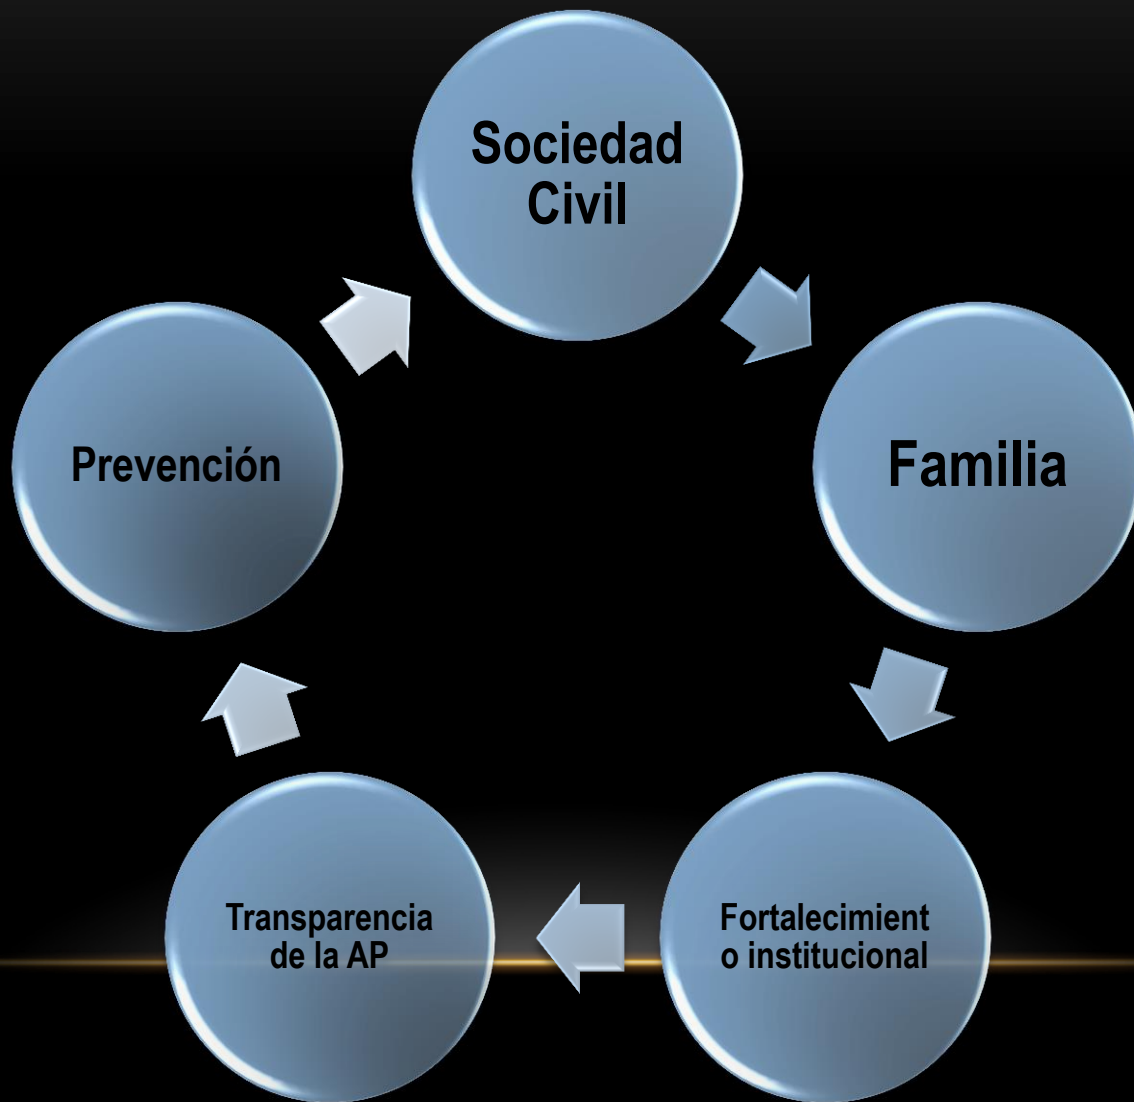 Sociedad
Civil
Familia
Fortalecimient
o institucional
Transparencia
de la AP
Prevención